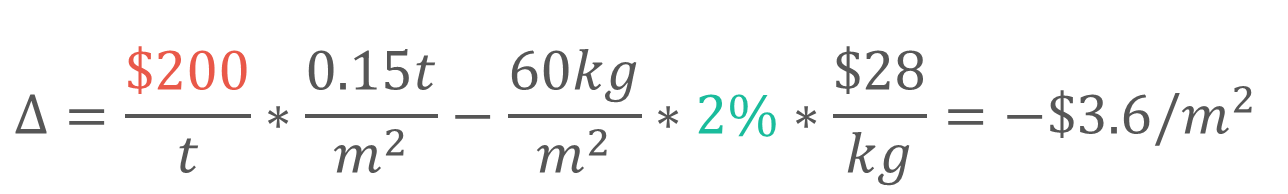 Δ = $200/t * 0.15t/m² − 60kg/m² * 2% * $28/kg = −$3.6/m²